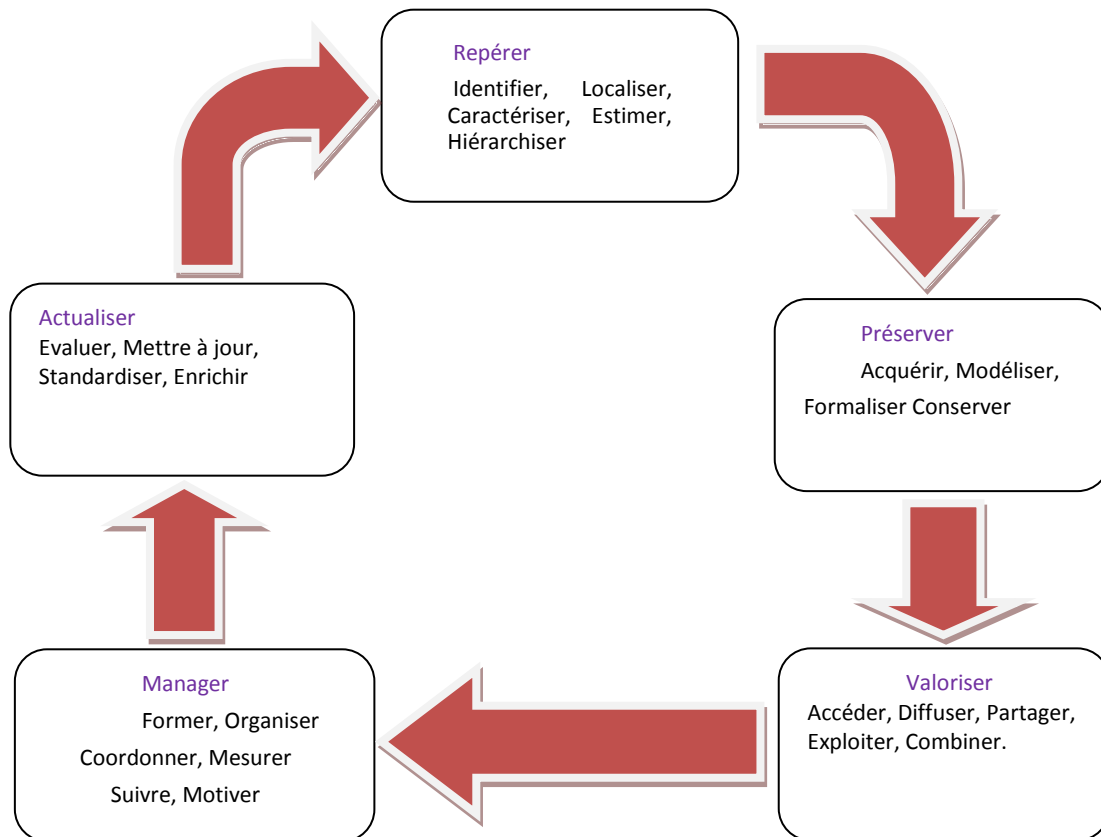 Repérer
Identifier, Localiser,
Caractériser, Estimer,
Hiérarchiser
Préserver
Acquérir, Modéliser,
Formaliser Conserver
Valoriser
Accéder, Diffuser, Partager,
Exploiter, Combiner.
Manager
Former, Organiser
Coordonner, Mesurer
Suivre, Motiver
Actualiser
Evaluer, Mettre à jour,
Standardiser, Enrichir